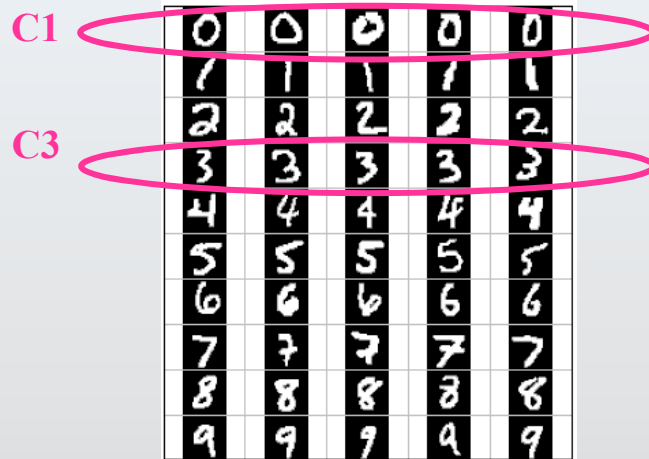 C1 0 0 0 0 0
1 1 1 1 1
2 2 2 2 2
C3 3 3 3 3 3
4 4 4 4 4
5 5 5 5 5
6 6 6 6 6
7 7 7 7 7
8 8 8 8 8
9 9 9 9 9